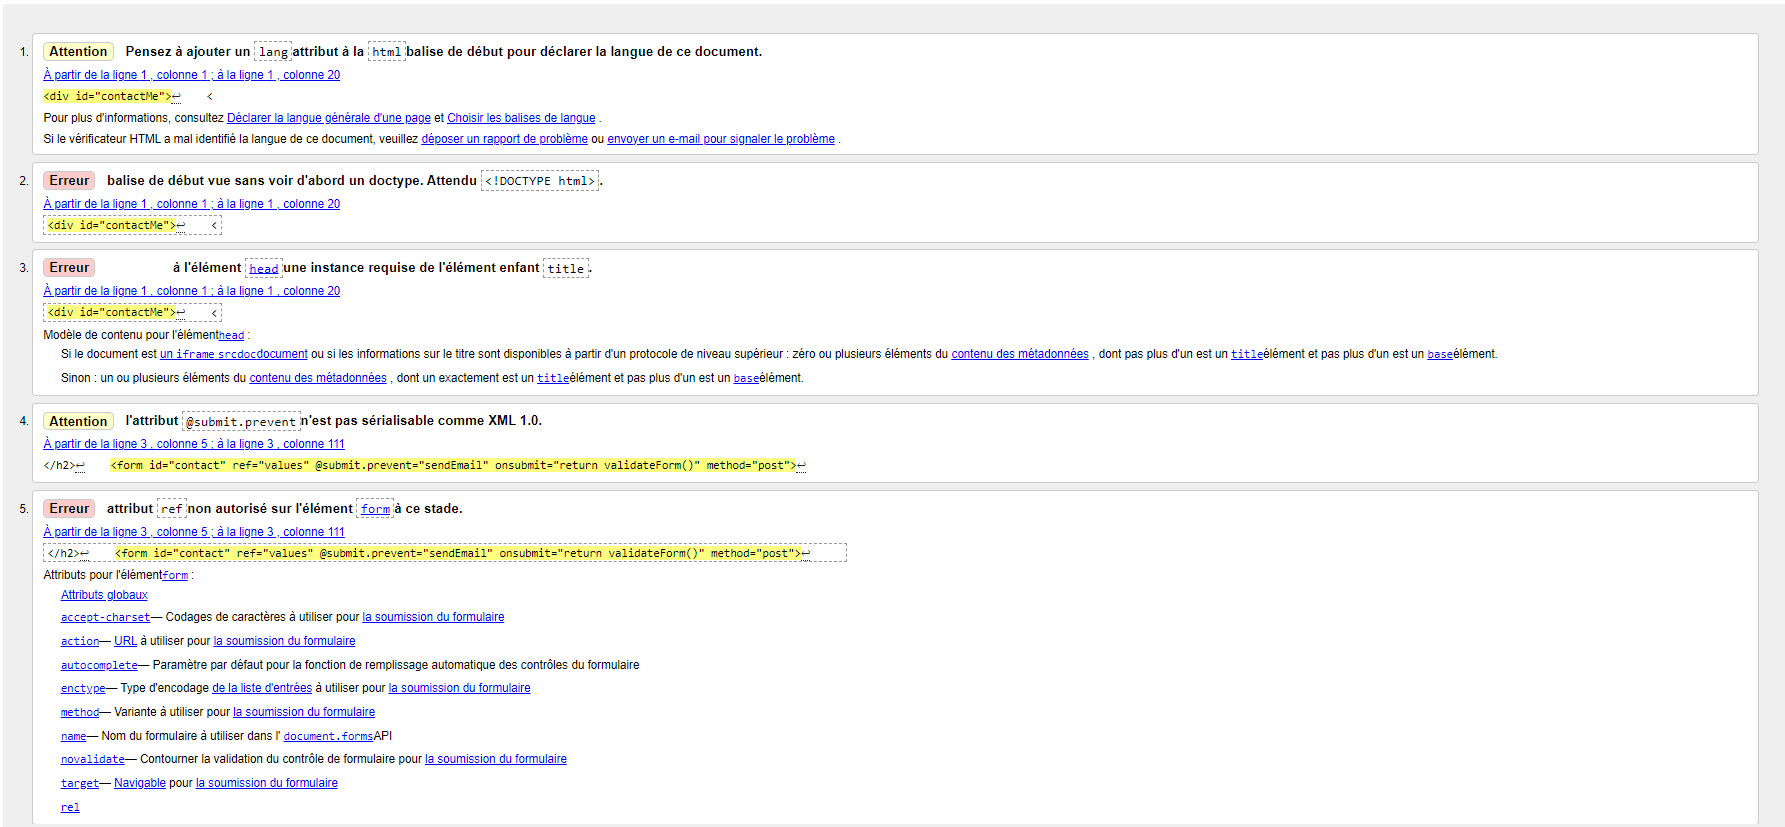 1. Attention Pensez à ajouter un lang attribut à la html balise de début pour déclarer la langue de ce document.
À partir de la ligne 1 , colonne 1 ; à la ligne 1 , colonne 20
<div id="contactMe">↩ <
Pour plus d'informations, consultez Déclarer la langue générale d'une page et Choisir les balises de langue .
Si le vérificateur HTML a mal identifié la langue de ce document, veuillez déposer un rapport de problème ou envoyer un e-mail pour signaler le problème .
2. Erreur balise de début vue sans voir d'abord un doctype. Attendu <!DOCTYPE html>.
À partir de la ligne 1 , colonne 1 ; à la ligne 1 , colonne 20
<div id="contactMe">↩ <
3. Erreur à l'élément head une instance requise de l'élément enfant title.
À partir de la ligne 1 , colonne 1 ; à la ligne 1 , colonne 20
<div id="contactMe">↩ <
Modèle de contenu pour l'élémenthead :
Si le document est un iframe srcdocdocument ou si les informations sur le titre sont disponibles à partir d'un protocole de niveau supérieur : zéro ou plusieurs éléments du contenu des métadonnées , dont pas plus d'un est un titleélément et pas plus d'un est un baseélément.
Sinon : un ou plusieurs éléments du contenu des métadonnées , dont un exactement est un titleélément et pas plus d'un est un baseélément.
4. Attention l'attribut @submit.prevent n'est pas sérialisable comme XML 1.0.
À partir de la ligne 3 , colonne 5 ; à la ligne 3 , colonne 111
</h2>↩ <form id="contact" ref="values" @submit.prevent="sendEmail" onsubmit="return validateForm()" method="post">↩
5. Erreur attribut ref non autorisé sur l'élément form à ce stade.
À partir de la ligne 3 , colonne 5 ; à la ligne 3 , colonne 111
</h2>↩ <form id="contact" ref="values" @submit.prevent="sendEmail" onsubmit="return validateForm()" method="post">↩
Attributs pour l'élémentform :
Attributs globaux
accept-charset— Codages de caractères à utiliser pour la soumission du formulaire
action— URL à utiliser pour la soumission du formulaire
autocomplete— Paramètre par défaut pour la fonction de remplissage automatique des contrôles du formulaire
enctype— Type d'encodage de la liste d'entrées à utiliser pour la soumission du formulaire
method— Variante à utiliser pour la soumission du formulaire
name— Nom du formulaire à utiliser dans l' document.formsAPI
novalidate— Contourner la validation du contrôle de formulaire pour la soumission du formulaire
target— Navigable pour la soumission du formulaire
rel